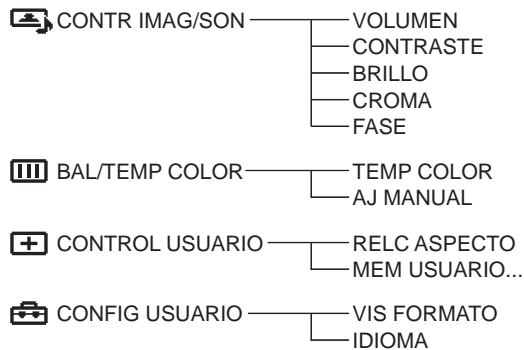 CONTR IMAG/SON VOLUMEN
CONTRASTE
BRILLO
CROMA
FASE
BAL/TEMP COLOR TEMP COLOR
AJ MANUAL
CONTROL USUARIO RELC ASPECTO
MEM USUARIO...
CONFIG USUARIO VIS FORMATO
IDIOMA